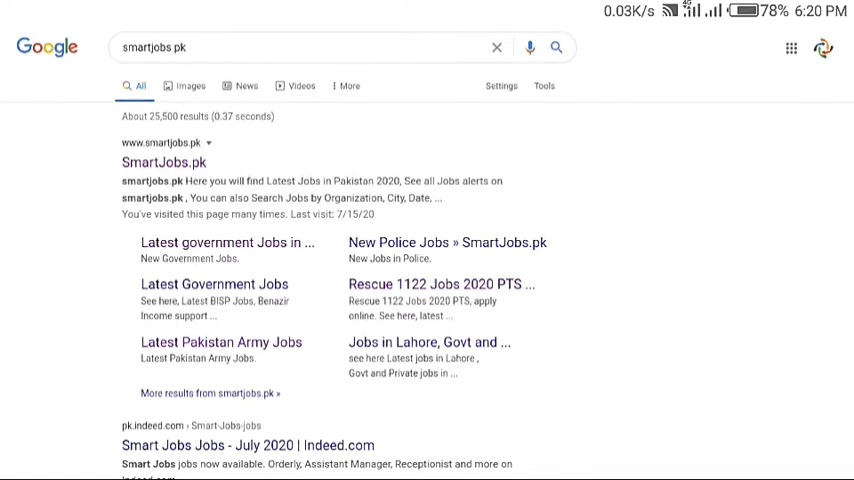 0.03K/s 4G 78% 6:20 PM
Google
smartjobs pk
All Images News Videos More Settings Tools
About 25,500 results (0.37 seconds)
www.smartjobs.pk
SmartJobs.pk
smartjobs.pk Here you will find Latest Jobs in Pakistan 2020, See all Jobs alerts on
smartjobs.pk , You can also Search Jobs by Organization, City, Date, ...
You've visited this page many times. Last visit: 7/15/20
Latest government Jobs in ...
New Government Jobs.
New Police Jobs » SmartJobs.pk
New Jobs in Police.
Latest Government Jobs
See here, Latest BISP Jobs, Benazir
Income support ...
Rescue 1122 Jobs 2020 PTS ...
Rescue 1122 Jobs 2020 PTS, apply
online. See here, latest ...
Latest Pakistan Army Jobs
Latest Pakistan Army Jobs.
Jobs in Lahore, Govt and ...
see here Latest jobs in Lahore ,
Govt and Private jobs in ...
More results from smartjobs.pk »
pk.indeed.com › Smart-Jobs-jobs
Smart Jobs Jobs - July 2020 | Indeed.com
Smart Jobs jobs now available. Orderly, Assistant Manager, Receptionist and more on
Indeed.com